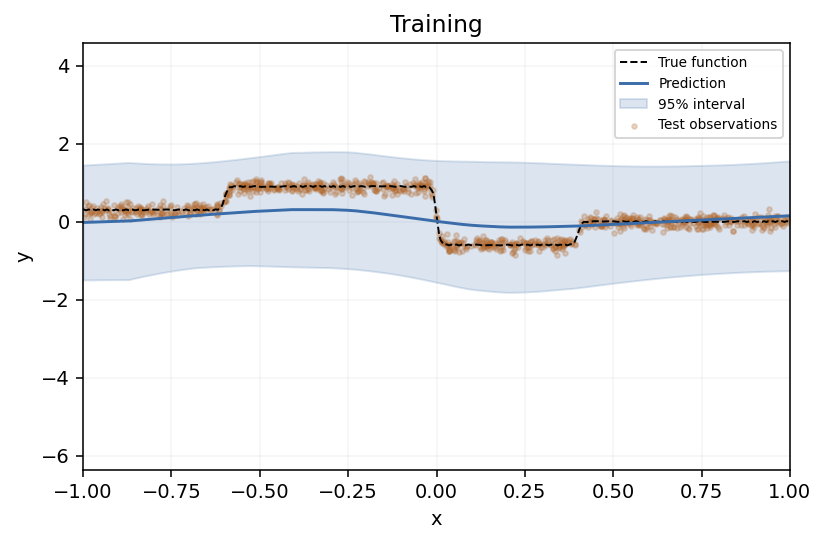 Training
True function
Prediction
95% interval
Test observations
4
2
0
−2
−4
−6
y
−1.00 −0.75 −0.50 −0.25 0.00 0.25 0.50 0.75 1.00
x